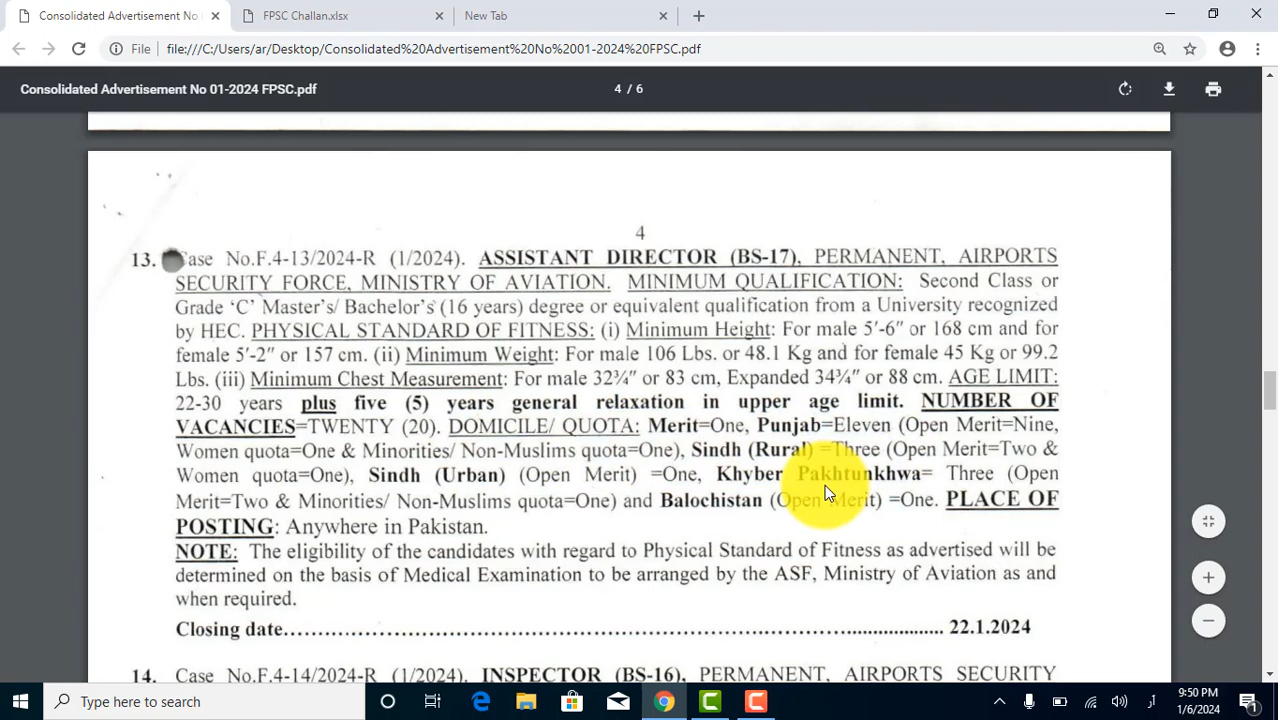 Consolidated Advertisement No
FPSC Challan.xlsx
New Tab
File
file:///C:/Users/ar/Desktop/Consolidated%20Advertisement%20No%2001-2024%20FPSC.pdf
Consolidated Advertisement No 01-2024 FPSC.pdf
4 / 6
4
13. Case No.F.4-13/2024-R (1/2024). ASSISTANT DIRECTOR (BS-17), PERMANENT, AIRPORTS
SECURITY FORCE, MINISTRY OF AVIATION. MINIMUM QUALIFICATION: Second Class or
Grade ‘C’ Master’s/ Bachelor’s (16 years) degree or equivalent qualification from a University recognized
by HEC. PHYSICAL STANDARD OF FITNESS: (i) Minimum Height: For male 5′-6″ or 168 cm and for
female 5′-2″ or 157 cm. (ii) Minimum Weight: For male 106 Lbs. or 48.1 Kg and for female 45 Kg or 99.2
Lbs. (iii) Minimum Chest Measurement: For male 32¾″ or 83 cm, Expanded 34¾″ or 88 cm. AGE LIMIT:
22-30 years plus five (5) years general relaxation in upper age limit. NUMBER OF
VACANCIES=TWENTY (20). DOMICILE/ QUOTA: Merit=One, Punjab=Eleven (Open Merit=Nine,
Women quota=One & Minorities/ Non-Muslims quota=One), Sindh (Rural) =Three (Open Merit=Two &
Women quota=One), Sindh (Urban) (Open Merit) =One, Khyber Pakhtunkhwa= Three (Open
Merit=Two & Minorities/ Non-Muslims quota=One) and Balochistan (Open Merit) =One. PLACE OF
POSTING: Anywhere in Pakistan.
NOTE: The eligibility of the candidates with regard to Physical Standard of Fitness as advertised will be
determined on the basis of Medical Examination to be arranged by the ASF, Ministry of Aviation as and
when required.
Closing date………………………………………………………………………………... 22.1.2024
14. Case No.F.4-14/2024-R (1/2024). INSPECTOR (BS-16), PERMANENT, AIRPORTS SECURITY
Type here to search
9:50 PM
1/6/2024
1